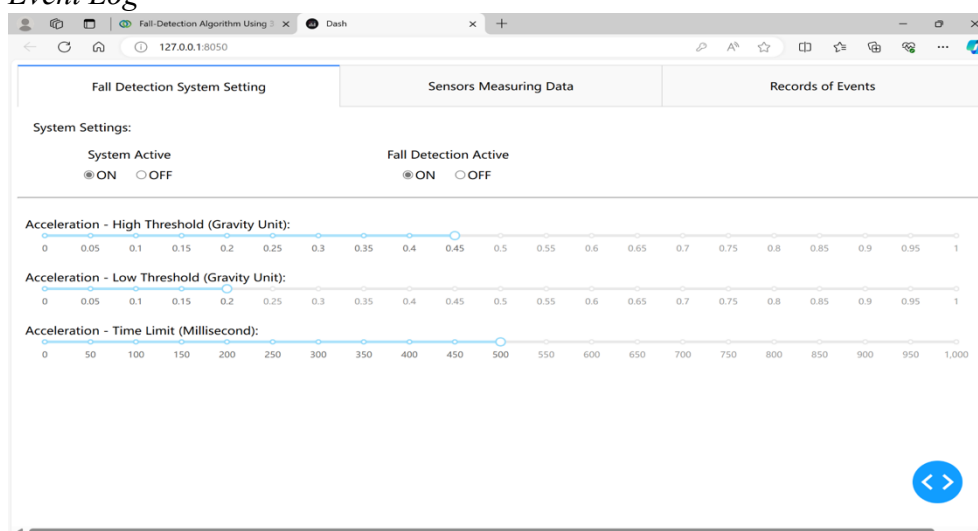 Event Log
Fall-Detection Algorithm Using 3
Dash
127.0.0.1:8050
Fall Detection System Setting Sensors Measuring Data Records of Events
System Settings:
System Active Fall Detection Active
ON OFF ON OFF
Acceleration - High Threshold (Gravity Unit):
0 0.05 0.1 0.15 0.2 0.25 0.3 0.35 0.4 0.45 0.5 0.55 0.6 0.65 0.7 0.75 0.8 0.85 0.9 0.95 1
Acceleration - Low Threshold (Gravity Unit):
0 0.05 0.1 0.15 0.2 0.25 0.3 0.35 0.4 0.45 0.5 0.55 0.6 0.65 0.7 0.75 0.8 0.85 0.9 0.95 1
Acceleration - Time Limit (Millisecond):
0 50 100 150 200 250 300 350 400 450 500 550 600 650 700 750 800 850 900 950 1,000